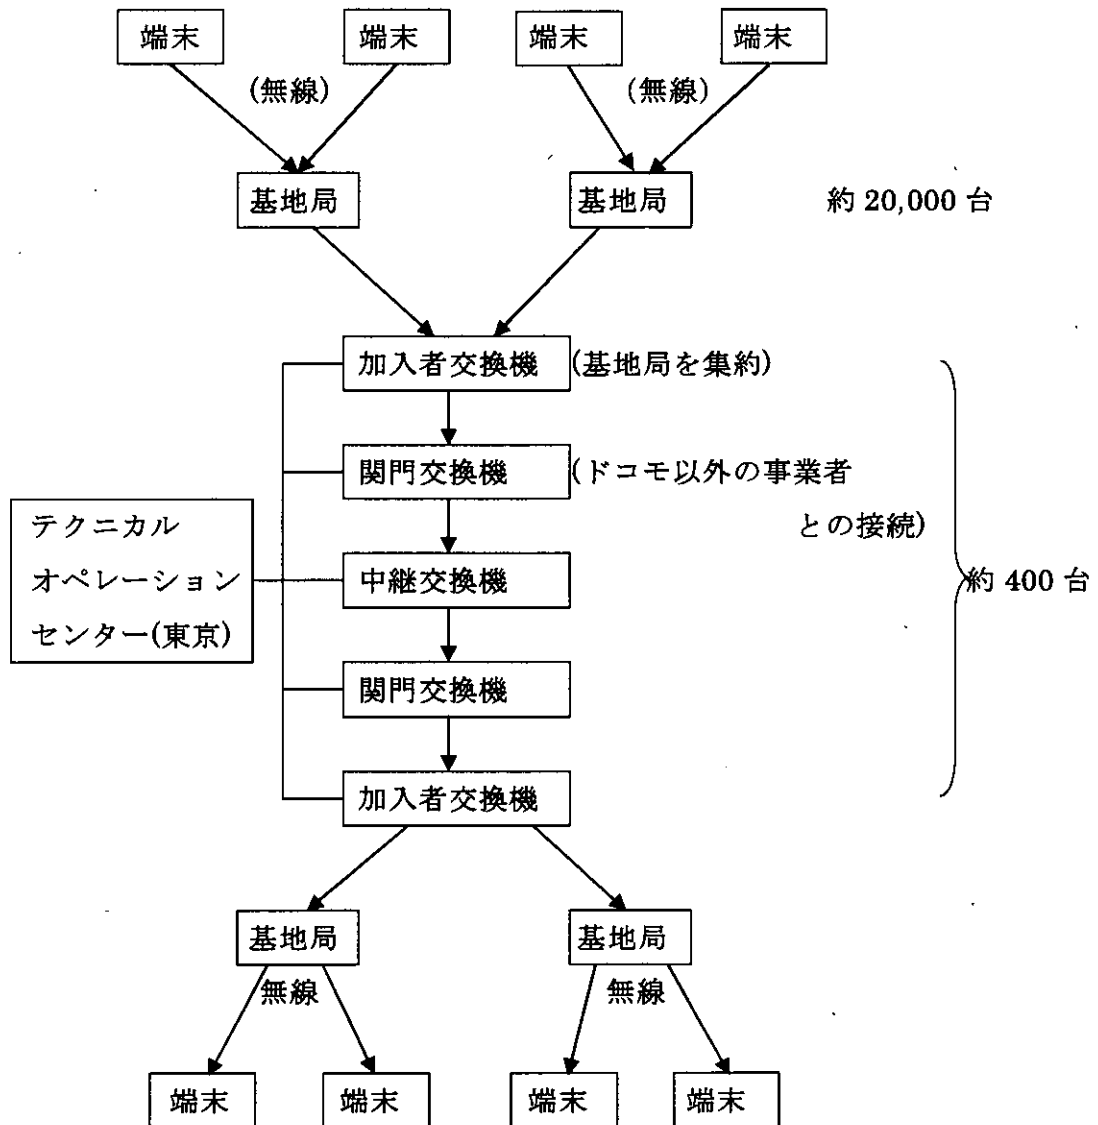 端末
端末
端末
端末
(無線)
(無線)
基地局
基地局
約 20,000 台
加入者交換機
(基地局を集約)
関門交換機
(ドコモ以外の事業者
との接続)
テクニカル
オペレーション
センター(東京)
中継交換機
約 400 台
関門交換機
加入者交換機
基地局
基地局
無線
無線
端末
端末
端末
端末